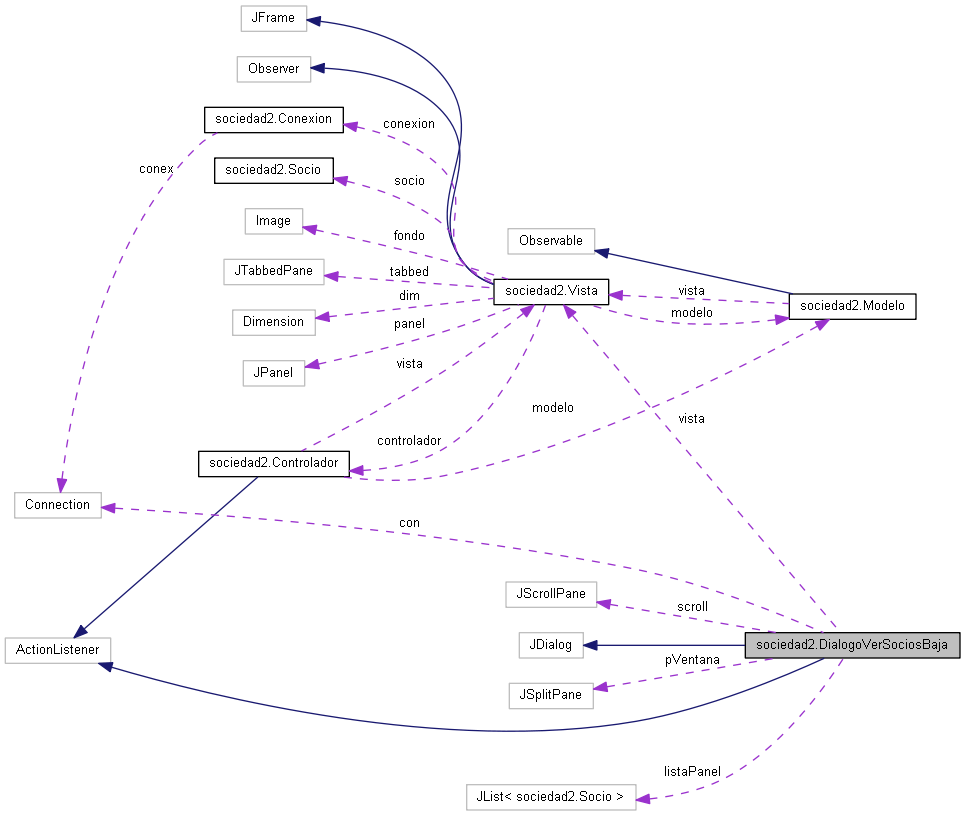 JFrame
Observer
sociedad2.Conexion
conexion
conex
sociedad2.Socio
socio
Image
fondo
Observable
JTabbedPane
tabbed
sociedad2.Vista
vista
sociedad2.Modelo
dim
modelo
Dimension
panel
JPanel
vista
modelo
vista
controlador
sociedad2.Controlador
Connection
con
JScrollPane
scroll
ActionListener
JDialog
sociedad2.DialogoVerSociosBaja
pVentana
JSplitPane
listaPanel
JList< sociedad2.Socio >